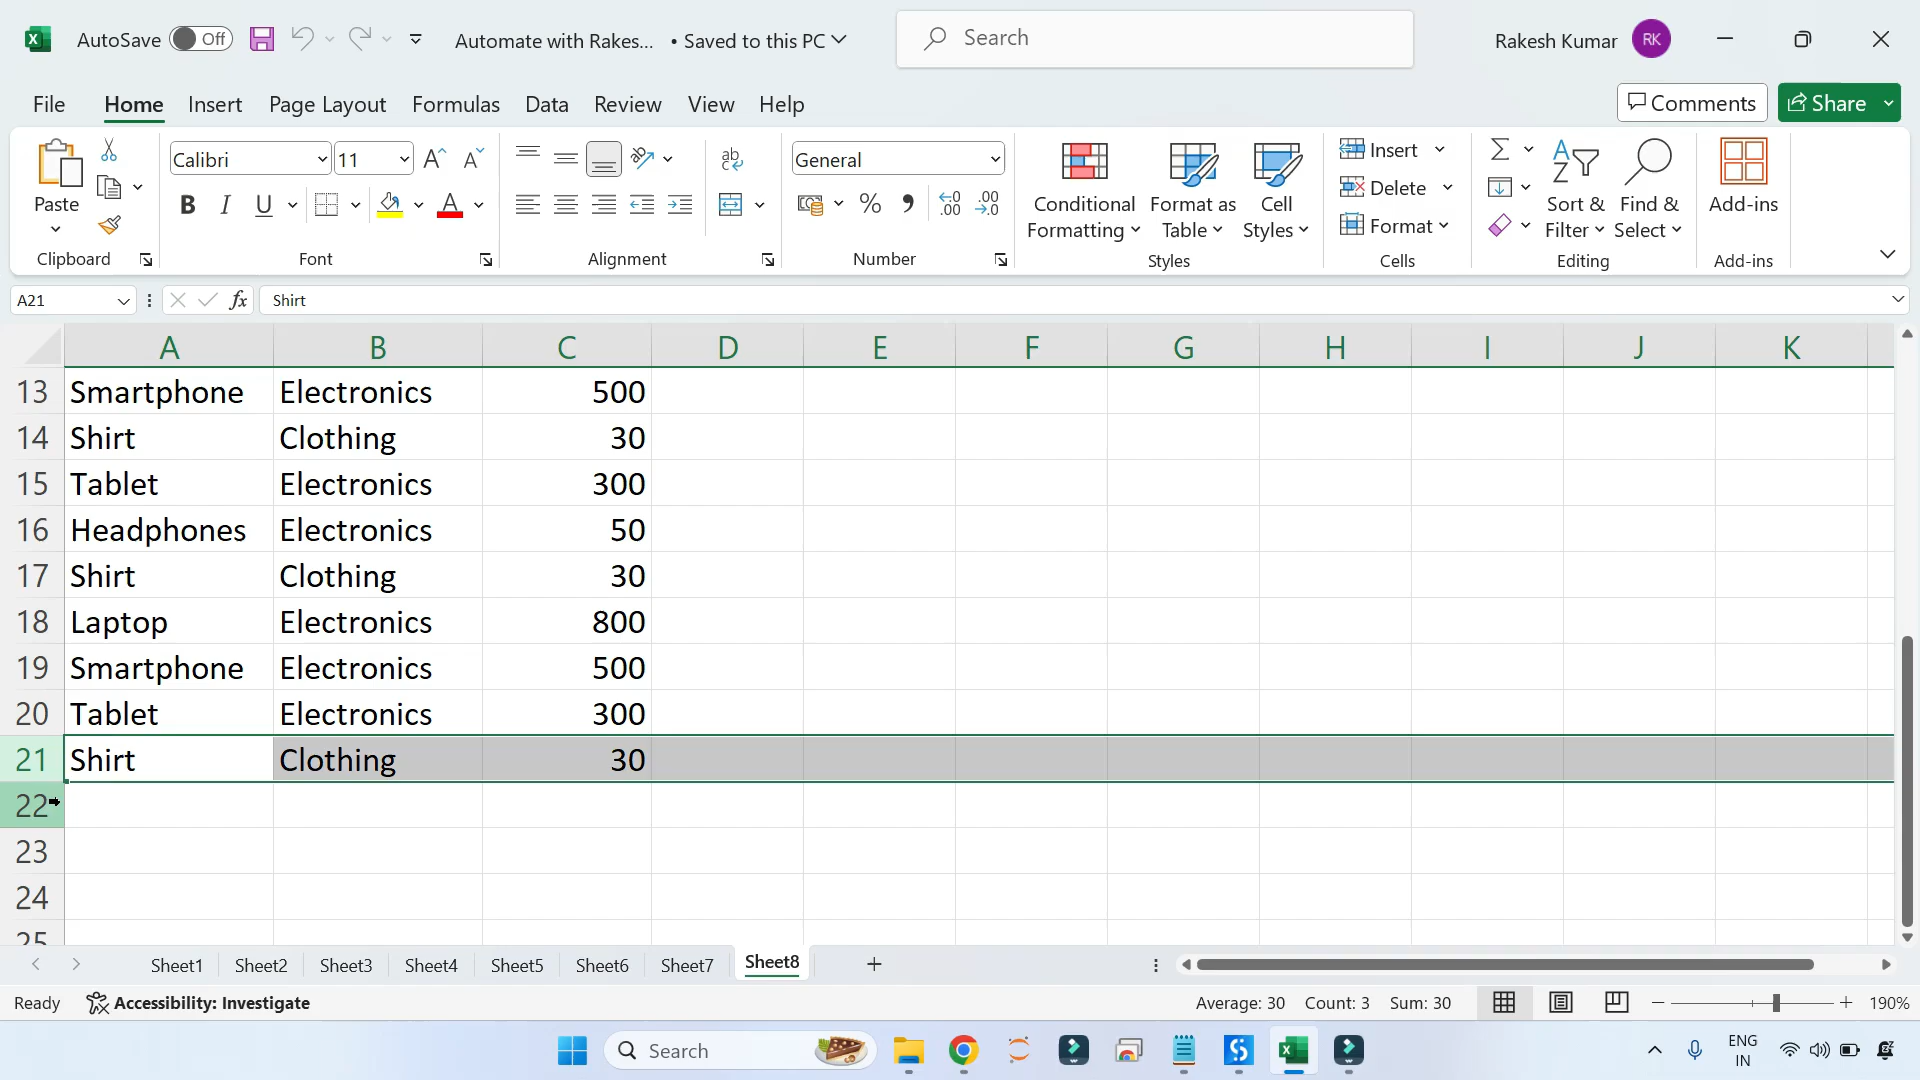 AutoSave Off Automate with Rakes... • Saved to this PC Search Rakesh Kumar RK
File Home Insert Page Layout Formulas Data Review View Help Comments Share
Paste Calibri 11 General Conditional Formatting Format as Table Cell Styles Insert Delete Format Sort & Filter Find & Select Add-ins
Clipboard Font Alignment Number Styles Cells Editing Add-ins
A21 fx Shirt
A B C D E F G H I J K
13 Smartphone Electronics 500
14 Shirt Clothing 30
15 Tablet Electronics 300
16 Headphones Electronics 50
17 Shirt Clothing 30
18 Laptop Electronics 800
19 Smartphone Electronics 500
20 Tablet Electronics 300
21 Shirt Clothing 30
22
23
24
25
Sheet1 Sheet2 Sheet3 Sheet4 Sheet5 Sheet6 Sheet7 Sheet8
Ready Accessibility: Investigate Average: 30 Count: 3 Sum: 30 190%
Search ENG
IN